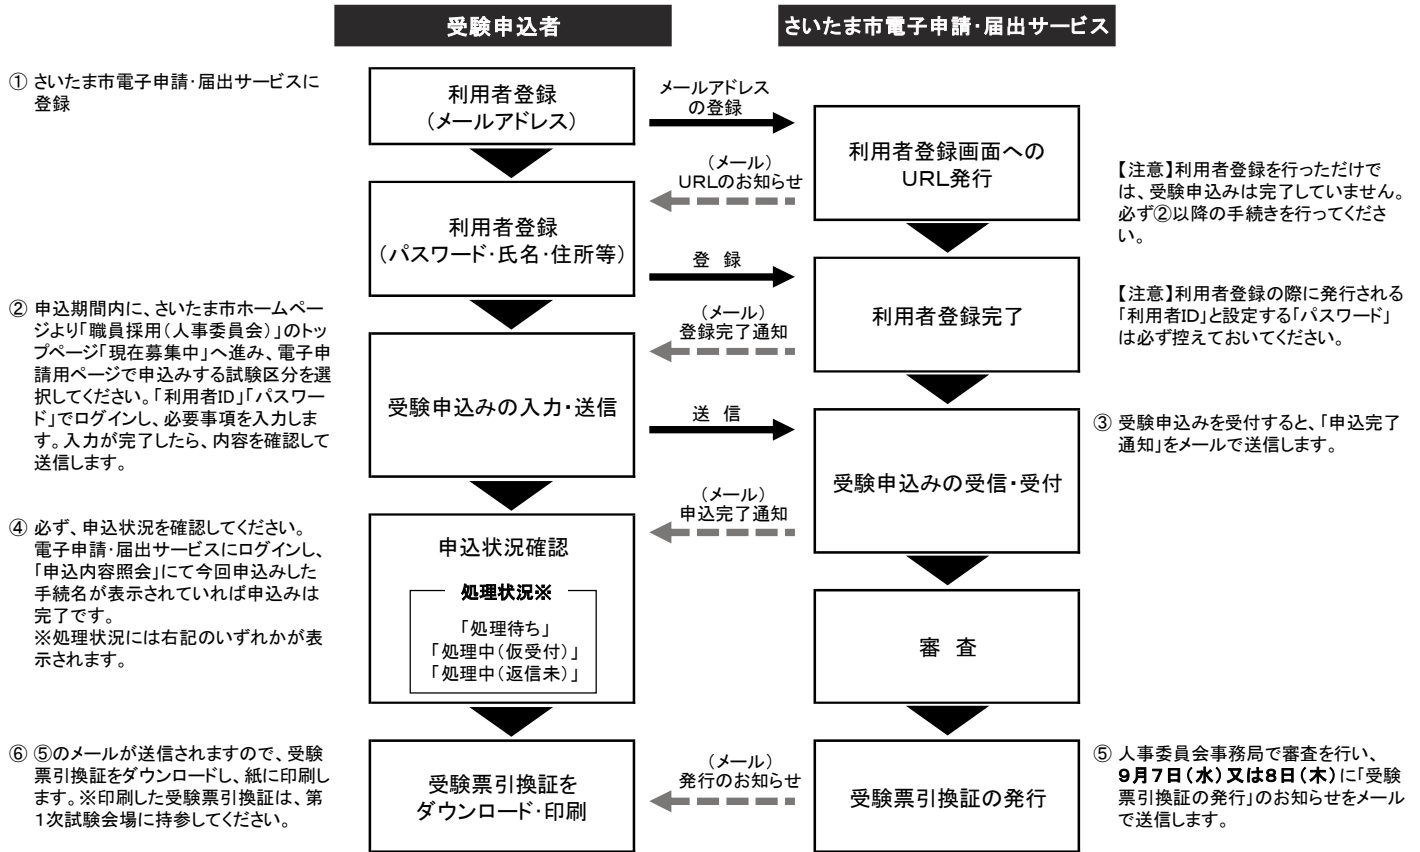 受験申込者
さいたま市電子申請・届出サービス
① さいたま市電子申請・届出サービスに
登録
利用者登録
（メールアドレス）
メールアドレス
の登録
利用者登録画面への
URL発行
（メール）
URLのお知らせ
【注意】利用者登録を行っただけで
は、受験申込みは完了していません。
必ず②以降の手続きを行ってくださ
い。
利用者登録
（パスワード・氏名・住所等）
登 録
利用者登録完了
【注意】利用者登録の際に発行される
「利用者ID」と設定する「パスワード」
は必ず控えておいてください。
（メール）
登録完了通知
② 申込期間内に、さいたま市ホームペー
ジより「職員採用（人事委員会）」のトッ
プページ「現在募集中」へ進み、電子申
請用ページで申込みする試験区分を選
択してください。「利用者ID」「パスワー
ド」でログインし、必要事項を入力しま
す。入力が完了したら、内容を確認して
送信します。
受験申込みの入力・送信
送 信
受験申込みの受信・受付
③ 受験申込みを受付すると、「申込完了
通知」をメールで送信します。
（メール）
申込完了通知
④ 必ず、申込状況を確認してください。
電子申請・届出サービスにログインし、
「申込内容照会」にて今回申込みした
手続名が表示されていれば申込みは
完了です。
※処理状況には右記のいずれかが表
示されます。
申込状況確認
処理状況※
「処理待ち」
「処理中（仮受付）」
「処理中（返信未）」
審 査
⑥ ⑤のメールが送信されますので、受験
票引換証をダウンロードし、紙に印刷し
ます。※印刷した受験票引換証は、第
1次試験会場に持参してください。
受験票引換証を
ダウンロード・印刷
（メール）
発行のお知らせ
受験票引換証の発行
⑤ 人事委員会事務局で審査を行い、
9月7日（水）又は8日（木）に「受験
票引換証の発行」のお知らせをメール
で送信します。